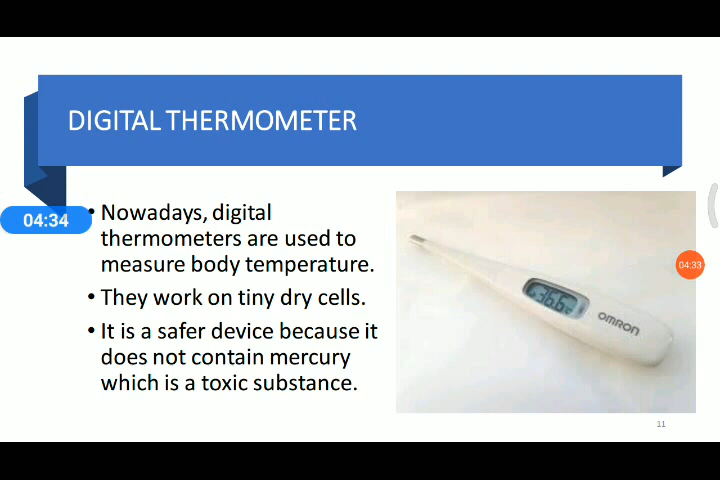 DIGITAL THERMOMETER
04:34
• Nowadays, digital
thermometers are used to
measure body temperature.
• They work on tiny dry cells.
• It is a safer device because it
does not contain mercury
which is a toxic substance.
36.6
OMRON
04:33
11